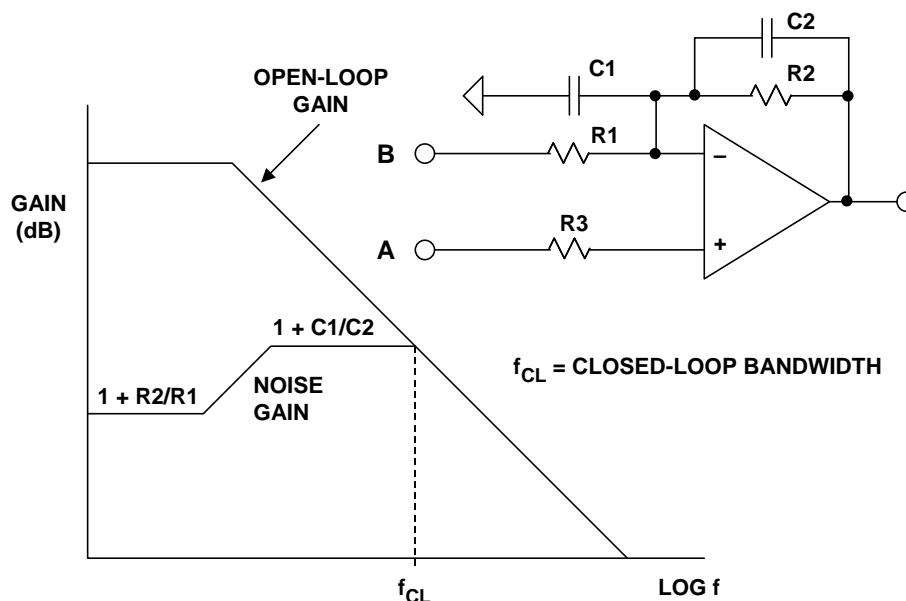 OPEN-LOOP
GAIN
GAIN
(dB)
1 + C1/C2
1 + R2/R1
NOISE
GAIN
f_CL
LOG f
C2
C1
R2
R1
B
–
R3
A
+
f_CL = CLOSED-LOOP BANDWIDTH